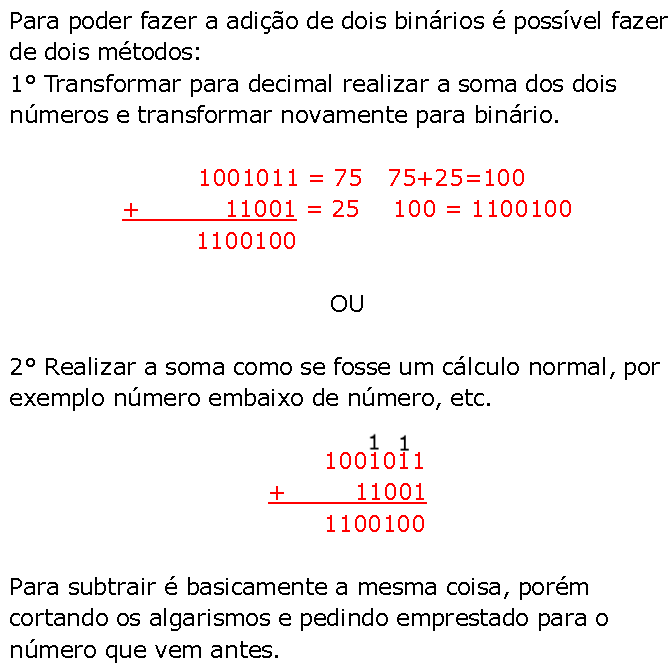 Para poder fazer a adição de dois binários é possível fazer
de dois métodos:
1° Transformar para decimal realizar a soma dos dois
números e transformar novamente para binário.
1001011 = 75 75+25=100
+ 11001 = 25 100 = 1100100
1100100
OU
2° Realizar a soma como se fosse um cálculo normal, por
exemplo número embaixo de número, etc.
1 1
1001011
+ 11001
1100100
Para subtrair é basicamente a mesma coisa, porém
cortando os algarismos e pedindo emprestado para o
número que vem antes.